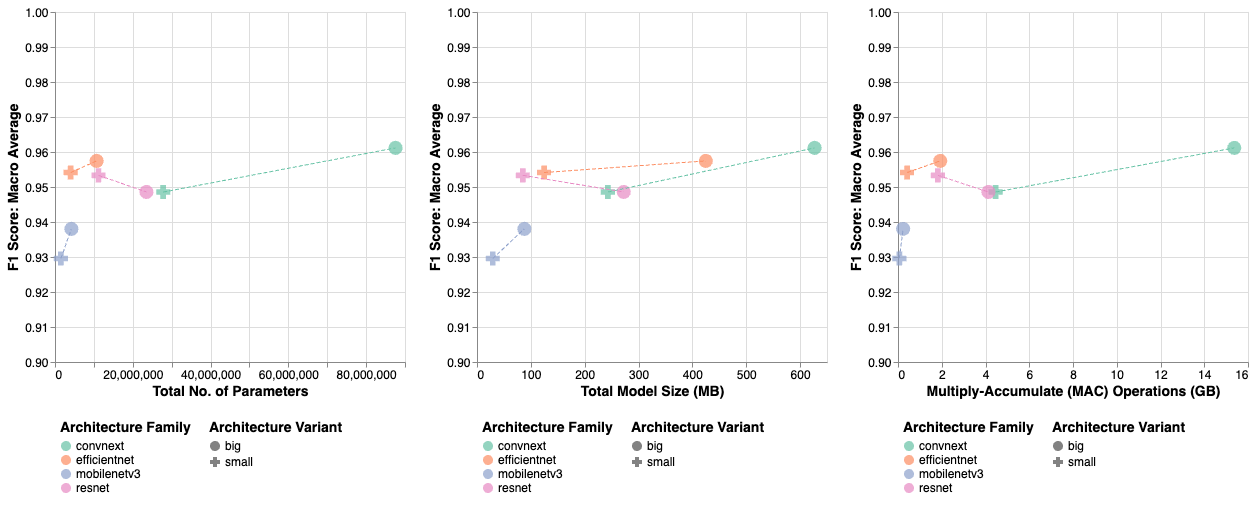 F1 Score: Macro Average
1.00
0.99
0.98
0.97
0.96
0.95
0.94
0.93
0.92
0.91
0.90
0 20,000,000 40,000,000 60,000,000 80,000,000
Total No. of Parameters
Architecture Family Architecture Variant
convnext big
efficientnet small
mobilenetv3
resnet
F1 Score: Macro Average
1.00
0.99
0.98
0.97
0.96
0.95
0.94
0.93
0.92
0.91
0.90
0 100 200 300 400 500 600
Total Model Size (MB)
Architecture Family Architecture Variant
convnext big
efficientnet small
mobilenetv3
resnet
F1 Score: Macro Average
1.00
0.99
0.98
0.97
0.96
0.95
0.94
0.93
0.92
0.91
0.90
0 2 4 6 8 10 12 14 16
Multiply-Accumulate (MAC) Operations (GB)
Architecture Family Architecture Variant
convnext big
efficientnet small
mobilenetv3
resnet